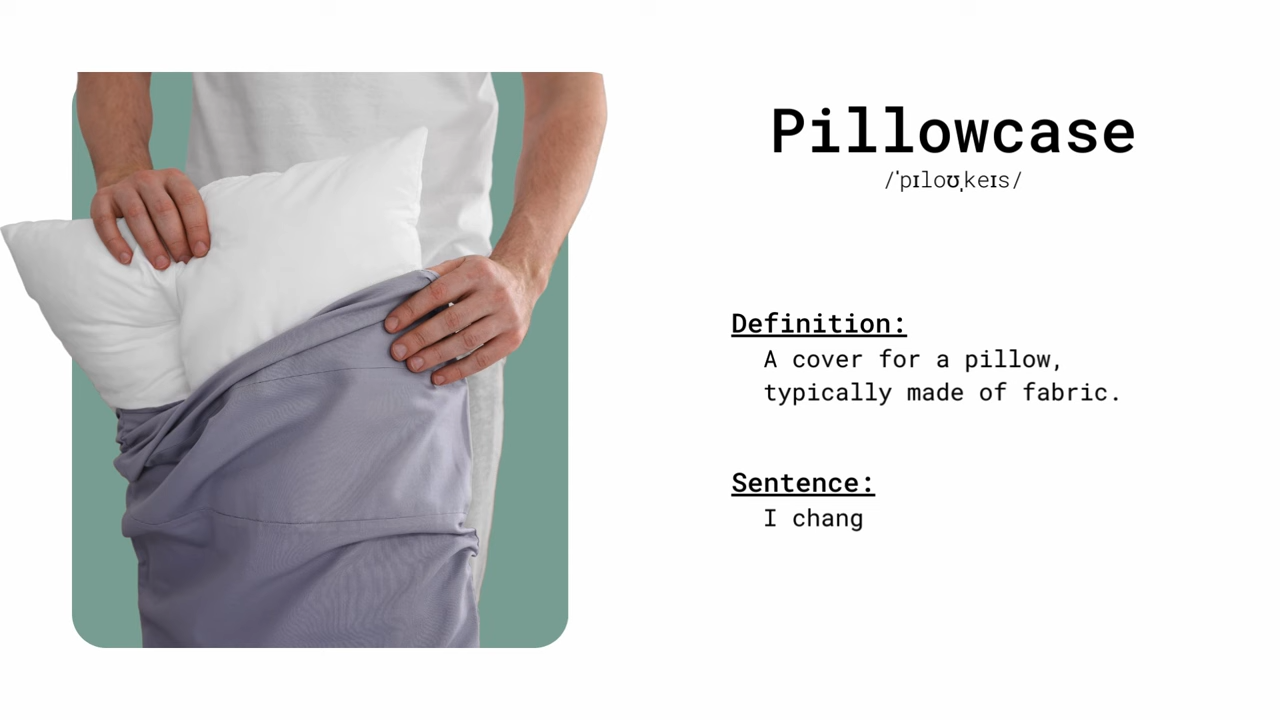 Pillowcase
/ˈpɪloʊˌkeɪs/
Definition:
A cover for a pillow,
typically made of fabric.
Sentence:
I chang